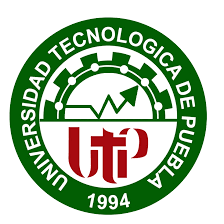 UNIVERSIDAD TECNOLOGICA DE PUEBLA
UTP
1994